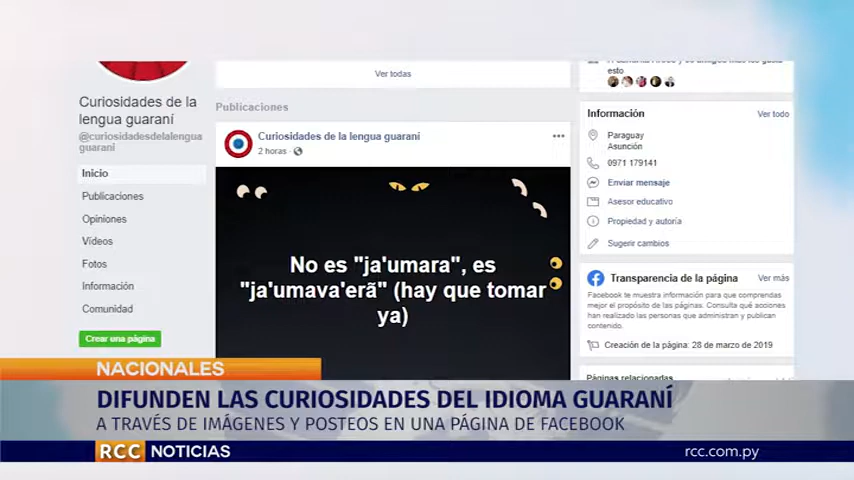 Curiosidades de la
lengua guaraní
@curiosidadesdelalengua
guaraní
Inicio
Publicaciones
Opiniones
Vídeos
Fotos
Información
Comunidad
Crear una página
Ver todas
Publicaciones
Curiosidades de la lengua guaraní
2 horas
No es "ja'umara", es
"ja'umava'erã" (hay que tomar
ya)
esto
Información
Ver todo
Paraguay
Asunción
0971 179141
Enviar mensaje
Asesor educativo
Propiedad y autoría
Sugerir cambios
Transparencia de la página
Ver más
Facebook te muestra información para que comprendas
mejor el propósito de las páginas. Consulta qué acciones
han realizado las personas que administran y publican
contenido.
Creación de la página: 28 de marzo de 2019
Páginas relacionadas
NACIONALES
DIFUNDEN LAS CURIOSIDADES DEL IDIOMA GUARANÍ
A TRAVÉS DE IMÁGENES Y POSTEOS EN UNA PÁGINA DE FACEBOOK
RCC NOTICIAS
rcc.com.py